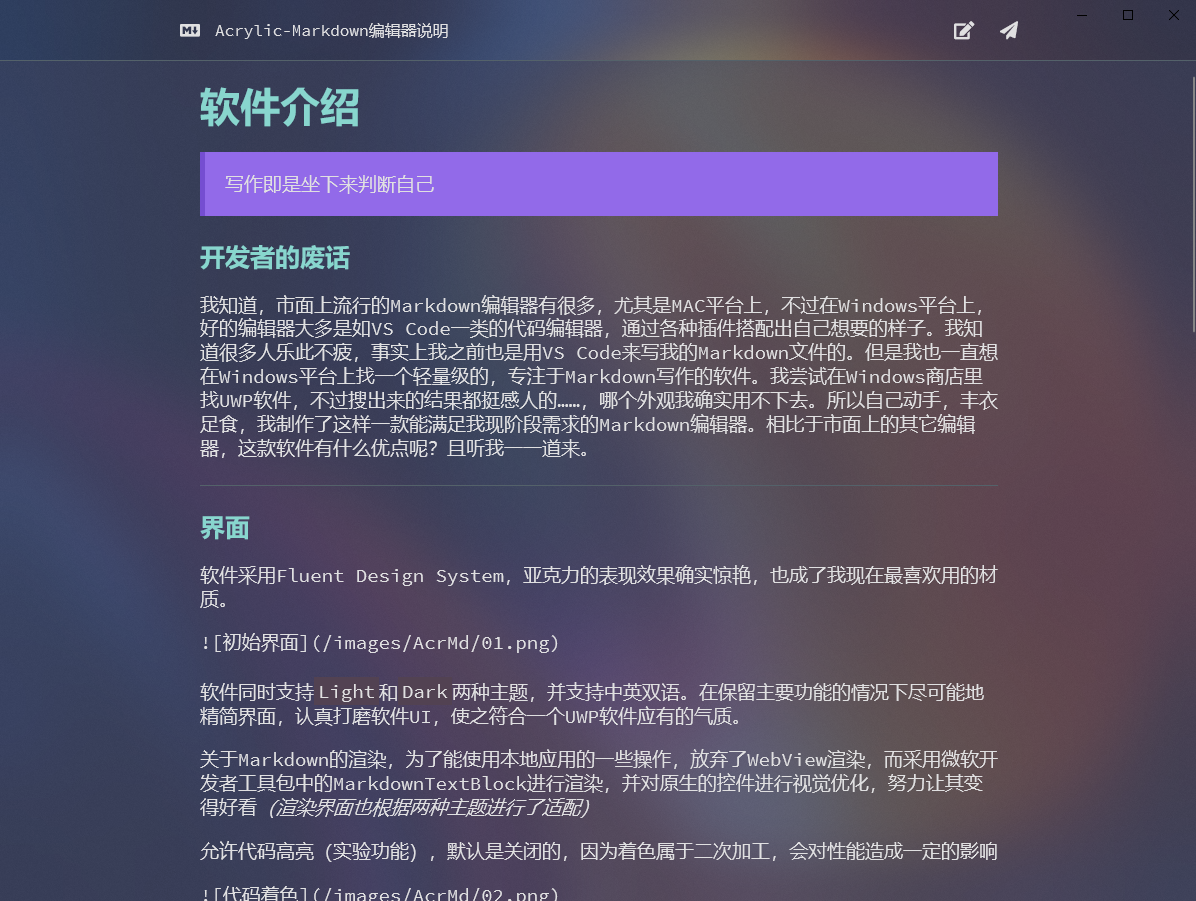 Acrylic-Markdown编辑器说明
软件介绍
写作即是坐下来判断自己
开发者的废话
我知道，市面上流行的Markdown编辑器有很多，尤其是MAC平台上，不过在Windows平台上，
好的编辑器大多是如VS Code一类的代码编辑器，通过各种插件搭配出自己想要的样子。我知
道很多人乐此不疲，事实上我之前也是用VS Code来写我的Markdown文件的。但是我也一直想
在Windows平台上找一个轻量级的，专注于Markdown写作的软件。我尝试在Windows商店里
找UWP软件，不过搜出来的结果都挺感人的……，哪个外观我确实用不下去。所以自己动手，丰衣
足食，我制作了这样一款能满足我现阶段需求的Markdown编辑器。相比于市面上的其它编辑
器，这款软件有什么优点呢？且听我一一道来。
界面
软件采用Fluent Design System，亚克力的表现效果确实惊艳，也成了我现在最喜欢用的材
质。
![初始界面](/images/AcrMd/01.png)
软件同时支持 Light 和 Dark 两种主题，并支持中英双语。在保留主要功能的情况下尽可能地
精简界面，认真打磨软件UI，使之符合一个UWP软件应有的气质。
关于Markdown的渲染，为了能使用本地应用的一些操作，放弃了WebView渲染，而采用微软开
发者工具包中的MarkdownTextBlock进行渲染，并对原生的控件进行视觉优化，努力让其变
得好看（渲染界面也根据两种主题进行了适配）
允许代码高亮（实验功能），默认是关闭的，因为着色属于二次加工，会对性能造成一定的影响
![代码着色](/images/AcrMd/02.png)